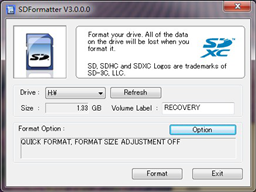 SDFormatter V3.0.0.0
Format your drive. All of the data
on the drive will be lost when you
format it.
SD, SDHC and SDXC Logos are trademarks of
SD-3C, LLC.
SD
XC
SD
Drive :
H¥
Refresh
Size :
1.33 GB
Volume Label :
RECOVERY
Format Option :
Option
QUICK FORMAT, FORMAT SIZE ADJUSTMENT OFF
Format
Exit